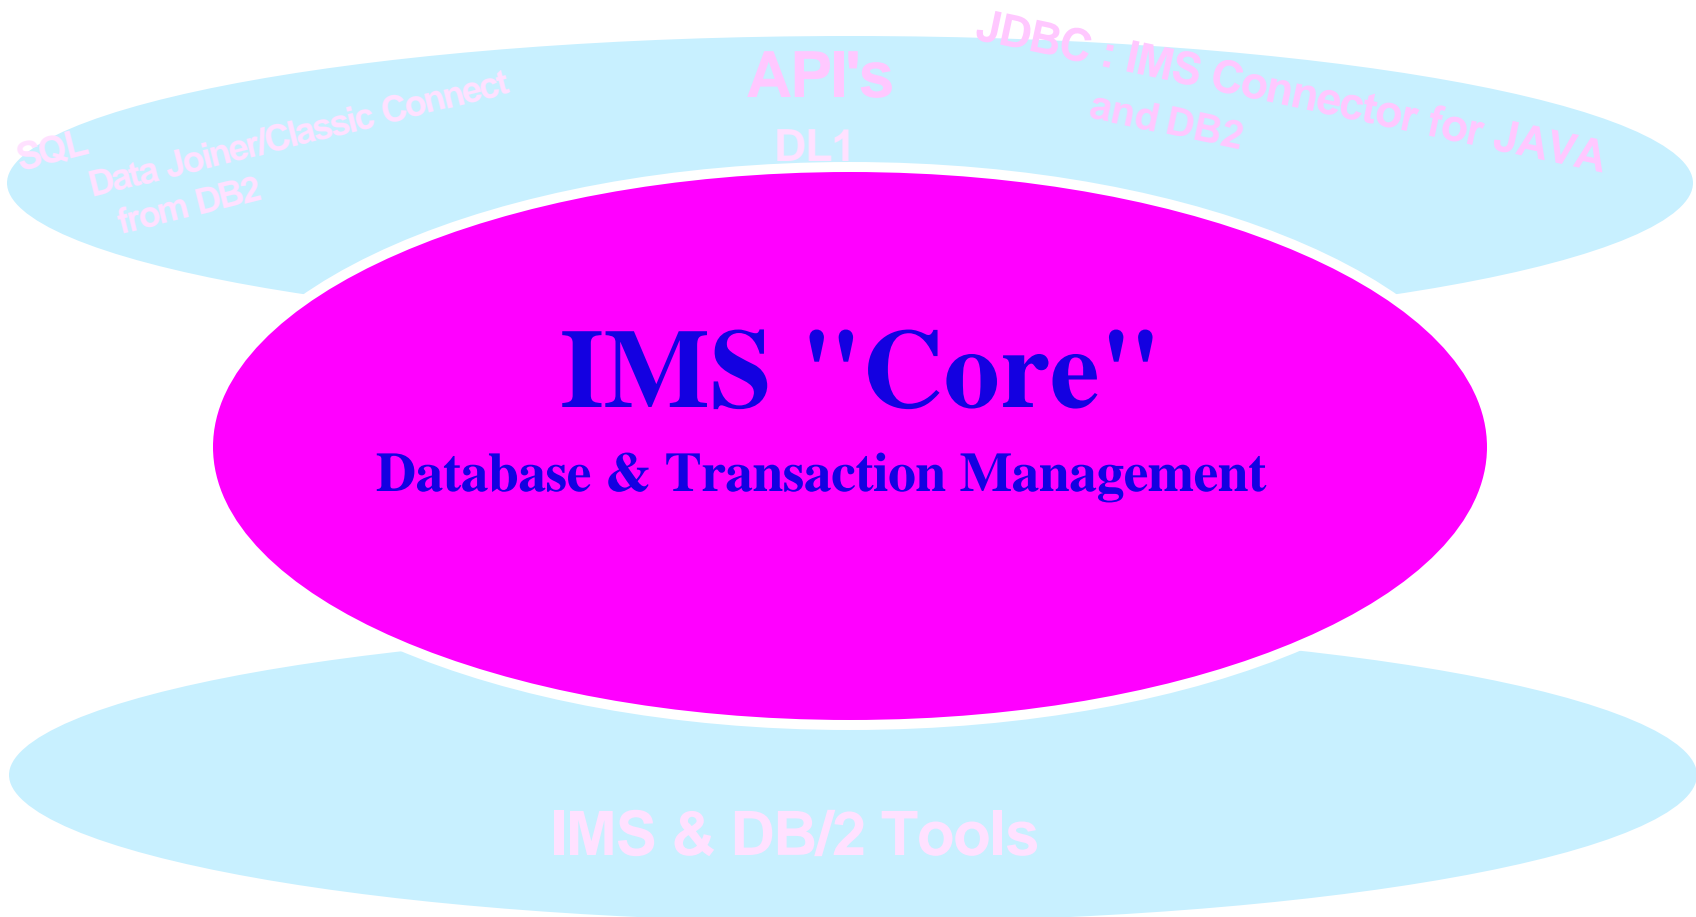 SQL
Data Joiner/Classic Connect
from DB2
API's
DL1
JDBC : IMS Connector for JAVA
and DB2
IMS "Core"
Database & Transaction Management
IMS & DB/2 Tools